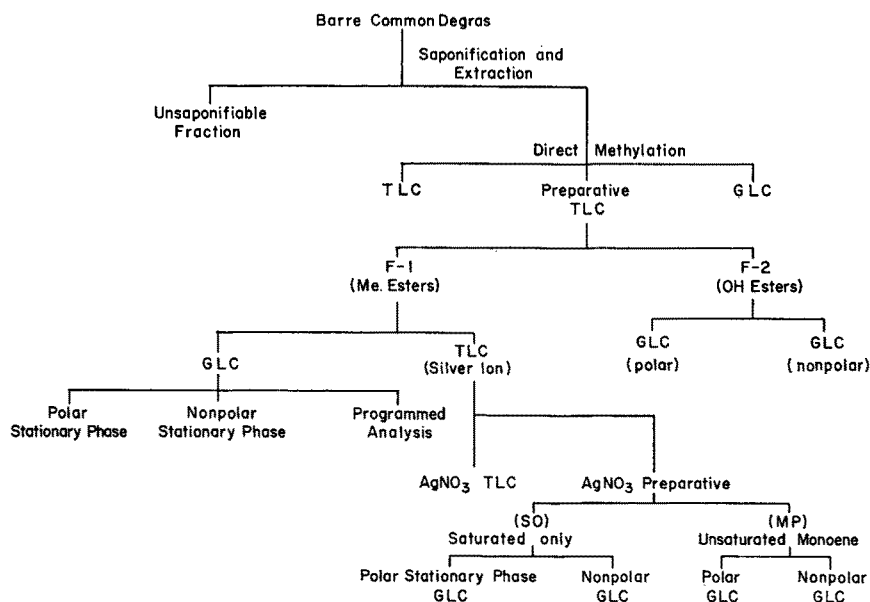 Barre Common Degras
Saponification and
Extraction
Unsaponifiable
Fraction
Direct Methylation
TLC
Preparative
TLC
GLC
F-1
(Me. Esters)
F-2
(OH Esters)
GLC
TLC
(Silver Ion)
GLC
(polar)
GLC
(nonpolar)
Polar
Stationary Phase
Nonpolar
Stationary Phase
Programmed
Analysis
AgNO3 TLC
AgNO3 Preparative
(SO)
Saturated only
(MP)
Unsaturated Monoene
Polar Stationary Phase
GLC
Nonpolar
GLC
Polar
GLC
Nonpolar
GLC